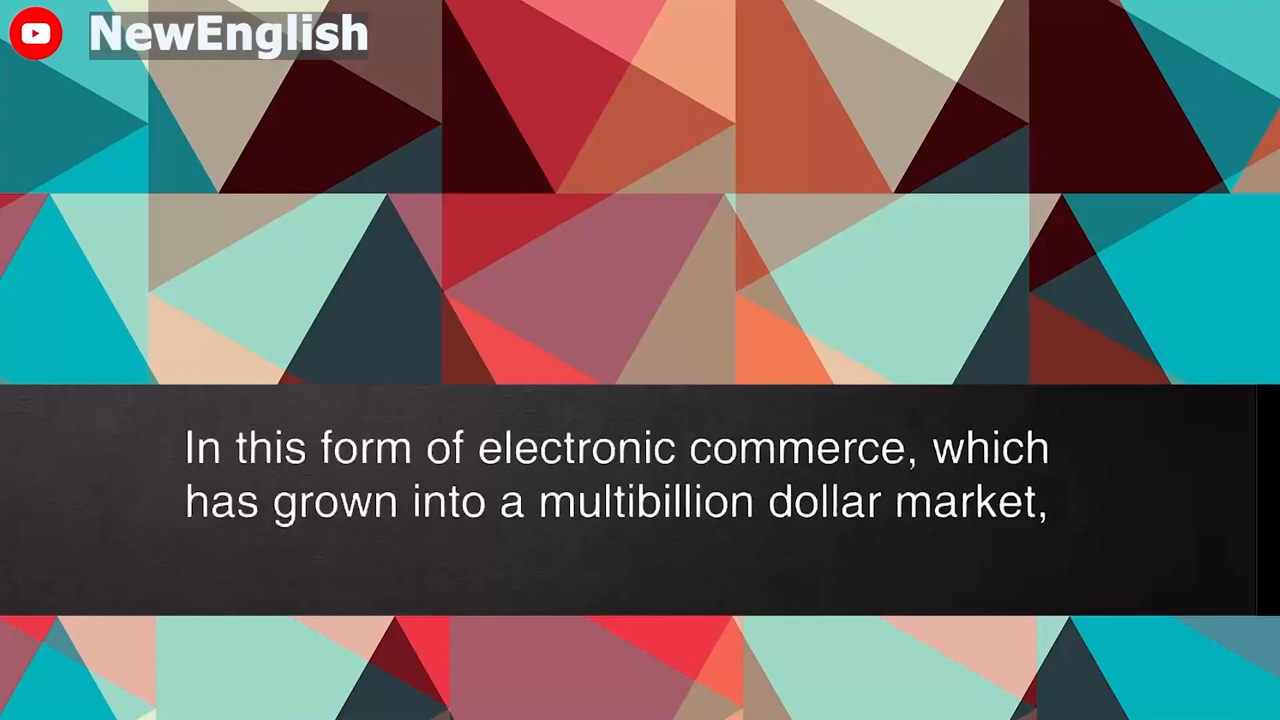 NewEnglish
In this form of electronic commerce, which
has grown into a multibillion dollar market,